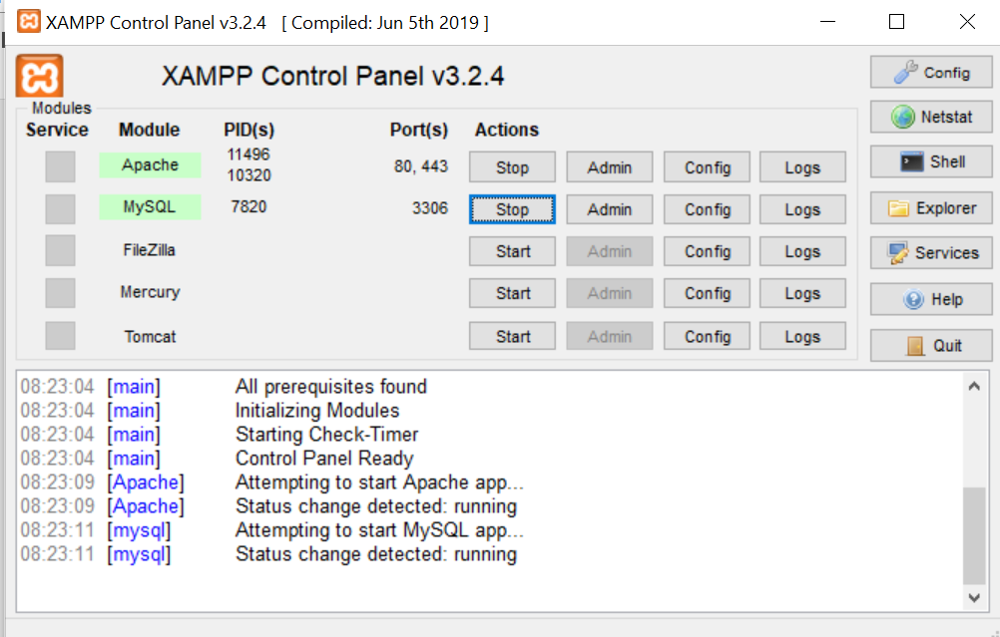 XAMPP Control Panel v3.2.4 [ Compiled: Jun 5th 2019 ]
XAMPP Control Panel v3.2.4
Config
Modules
Service Module PID(s) Port(s) Actions
Netstat
Apache 11496 10320 80, 443 Stop Admin Config Logs
Shell
MySQL 7820 3306 Stop Admin Config Logs
Explorer
FileZilla Start Admin Config Logs
Services
Mercury Start Admin Config Logs
Help
Tomcat Start Admin Config Logs
Quit
08:23:04 [main] All prerequisites found
08:23:04 [main] Initializing Modules
08:23:04 [main] Starting Check-Timer
08:23:04 [main] Control Panel Ready
08:23:09 [Apache] Attempting to start Apache app...
08:23:09 [Apache] Status change detected: running
08:23:11 [mysql] Attempting to start MySQL app...
08:23:11 [mysql] Status change detected: running